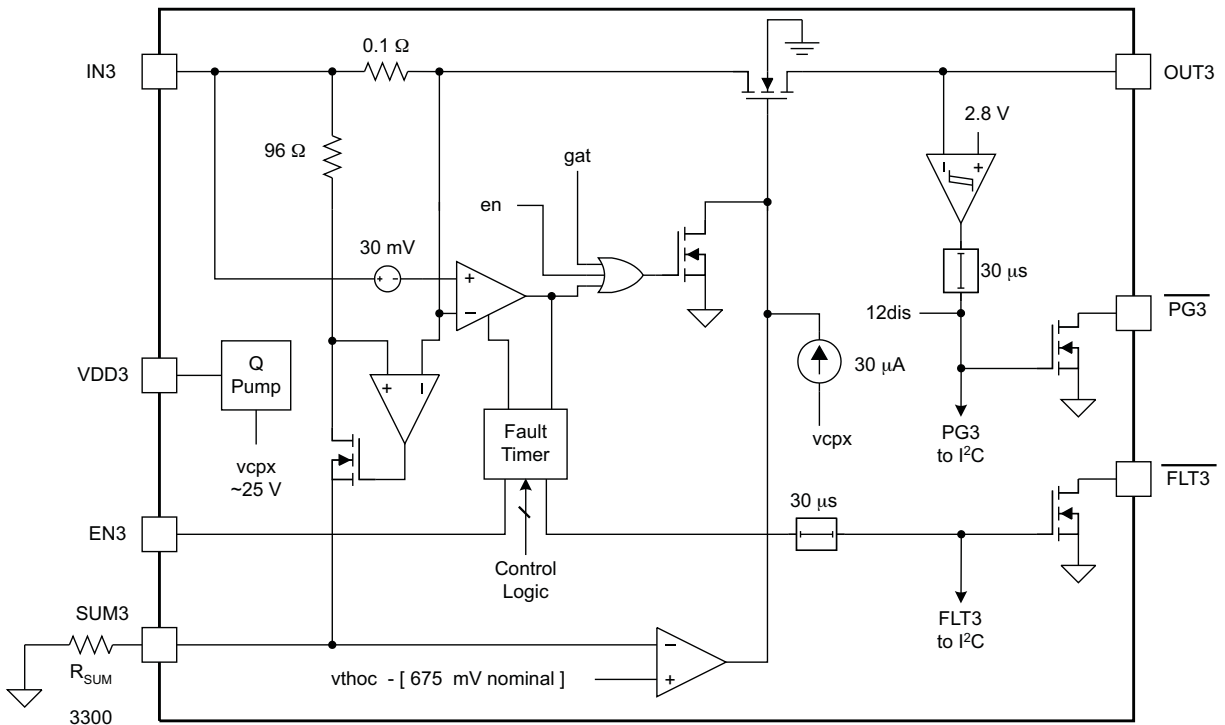 IN3
0.1 Ω
OUT3
2.8 V
96 Ω
gat
en
30 mV
+ -
+
−
− +
30 µs
12dis
PG3
VDD3
Q
Pump
+ −
30 µA
Fault
Timer
vcpx
PG3
to I²C
vcpx
~25 V
FLT3
30 µs
EN3
Control
Logic
SUM3
FLT3
to I²C
−
RSUM
vthoc - [ 675 mV nominal ]
+
3300